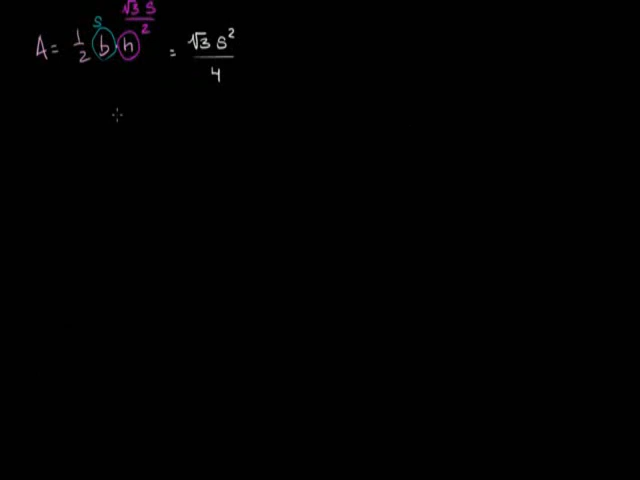 A = 1/2 b · h = √3 s² / 4
s √3 s / 2